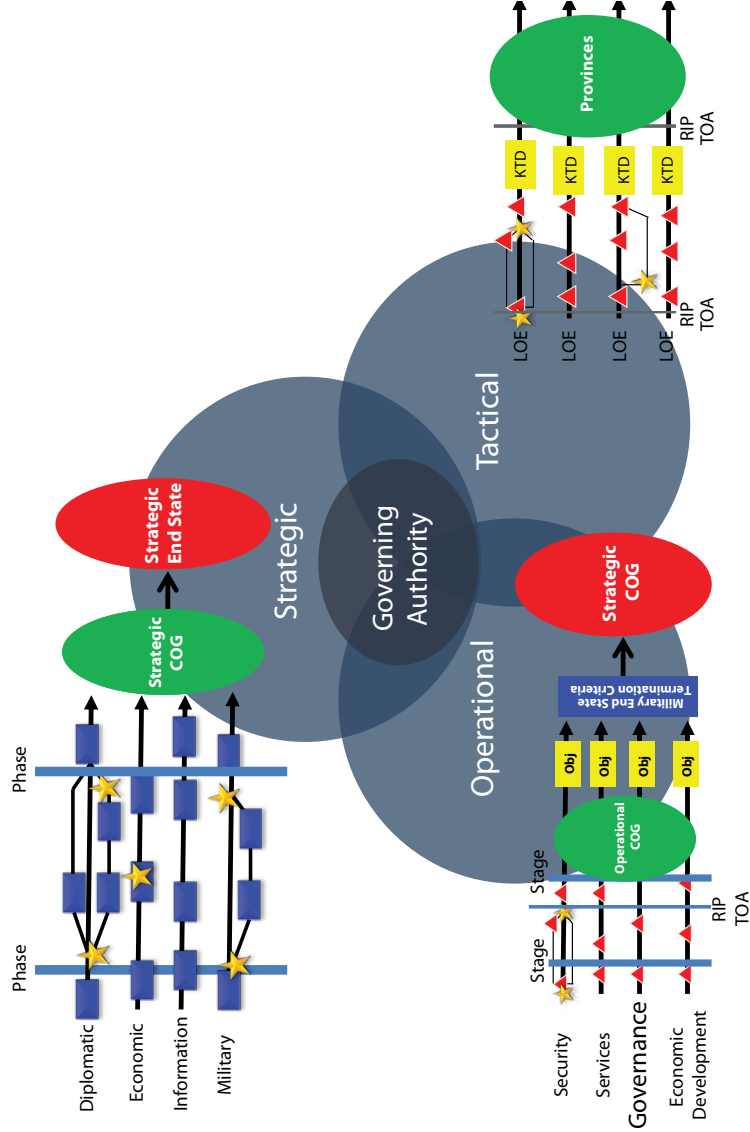 Phase
Phase
Diplomatic
Economic
Information
Military
Strategic
COG
Strategic
End State
Strategic
Governing
Authority
Operational
Tactical
Stage
Stage
RIP
TOA
Security
Services
Governance
Economic
Development
Operational
COG
Obj
Obj
Obj
Obj
Military End State
Termination Criteria
Strategic
COG
LOE
LOE
LOE
LOE
RIP
TOA
KTD
KTD
KTD
KTD
RIP
TOA
Provinces